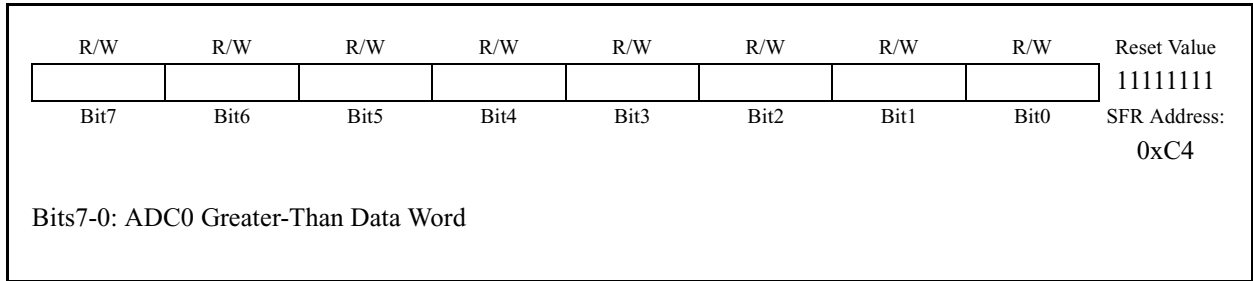 R/W R/W R/W R/W R/W R/W R/W R/W Reset Value
11111111
Bit7 Bit6 Bit5 Bit4 Bit3 Bit2 Bit1 Bit0 SFR Address:
0xC4
Bits7-0: ADC0 Greater-Than Data Word